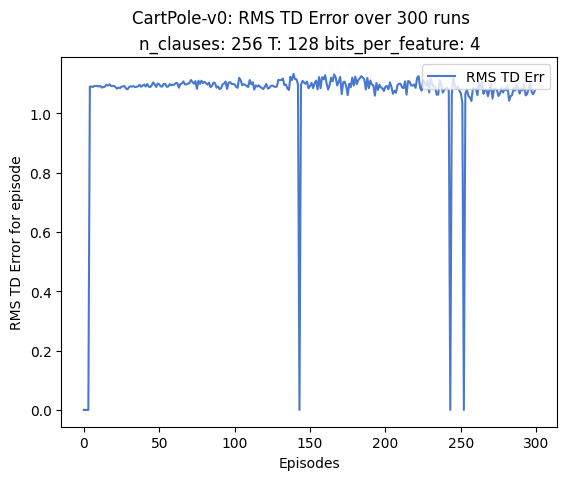 CartPole-v0: RMS TD Error over 300 runs
n_clauses: 256 T: 128 bits_per_feature: 4
RMS TD Err
1.0
0.8
0.6
0.4
0.2
0.0
RMS TD Error for episode
0 50 100 150 200 250 300
Episodes